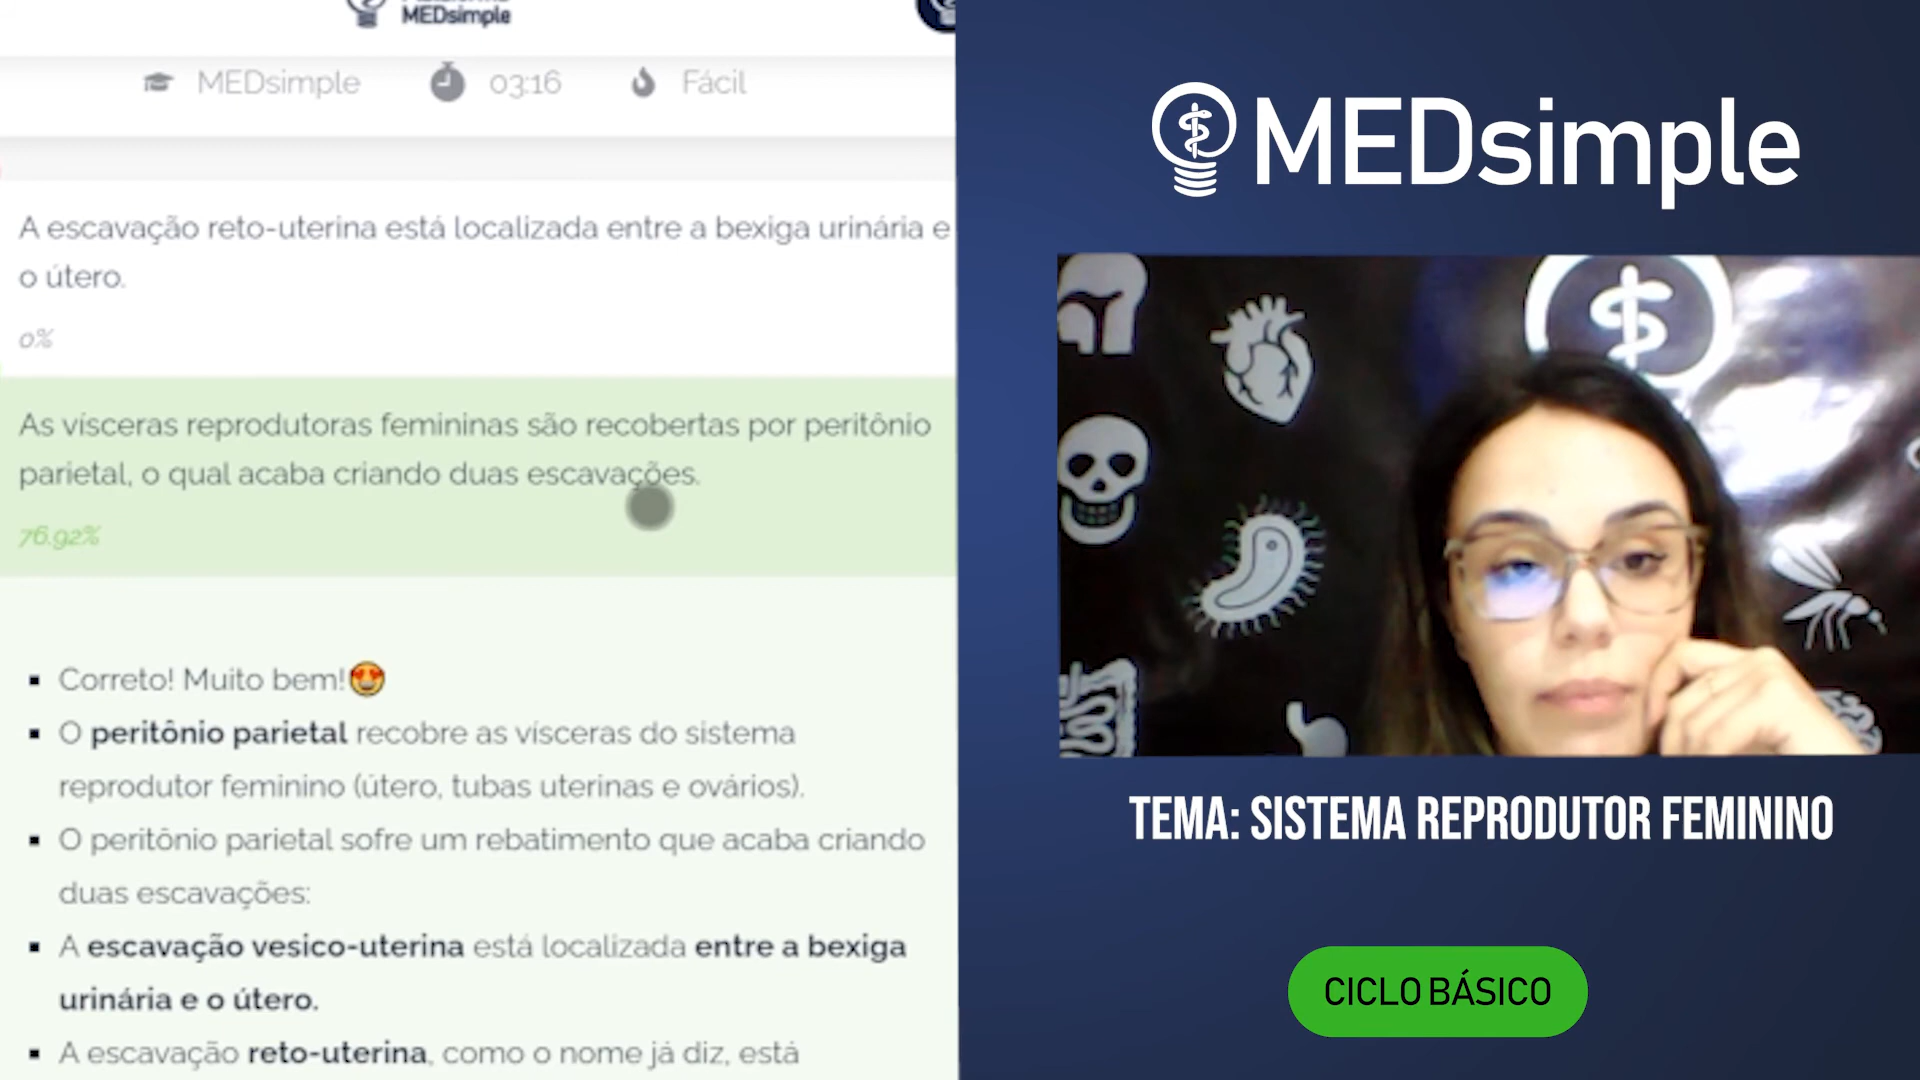 MEDsimple
MEDsimple 03:16 Fácil
A escavação reto-uterina está localizada entre a bexiga urinária e
o útero.
0%
As vísceras reprodutoras femininas são recobertas por peritônio
parietal, o qual acaba criando duas escavações.
76.92%
Correto! Muito bem!
O peritônio parietal recobre as vísceras do sistema
reprodutor feminino (útero, tubas uterinas e ovários).
O peritônio parietal sofre um rebatimento que acaba criando
duas escavações:
A escavação vesico-uterina está localizada entre a bexiga
urinária e o útero.
A escavação reto-uterina, como o nome já diz, está
MEDsimple
TEMA: SISTEMA REPRODUTOR FEMININO
CICLO BÁSICO